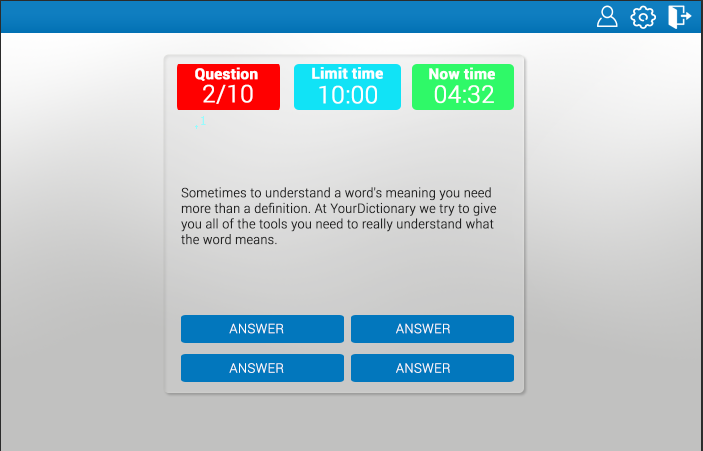 Question
2/10
Limit time
10:00
Now time
04:32
Sometimes to understand a word's meaning you need
more than a definition. At YourDictionary we try to give
you all of the tools you need to really understand what
the word means.
ANSWER
ANSWER
ANSWER
ANSWER